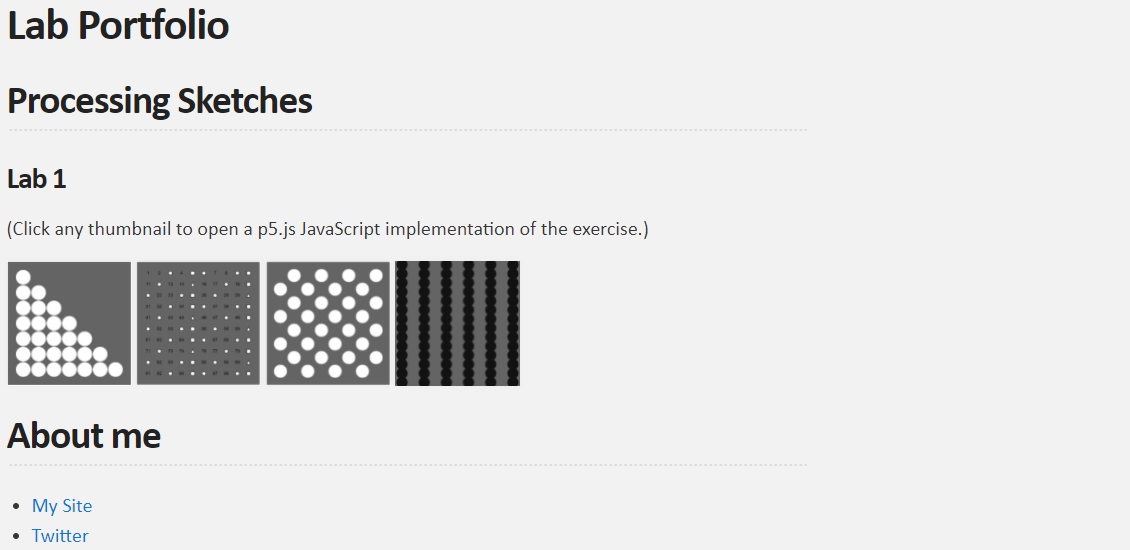 Lab Portfolio
Processing Sketches
Lab 1
(Click any thumbnail to open a p5.js JavaScript implementation of the exercise.)
About me
My Site
Twitter